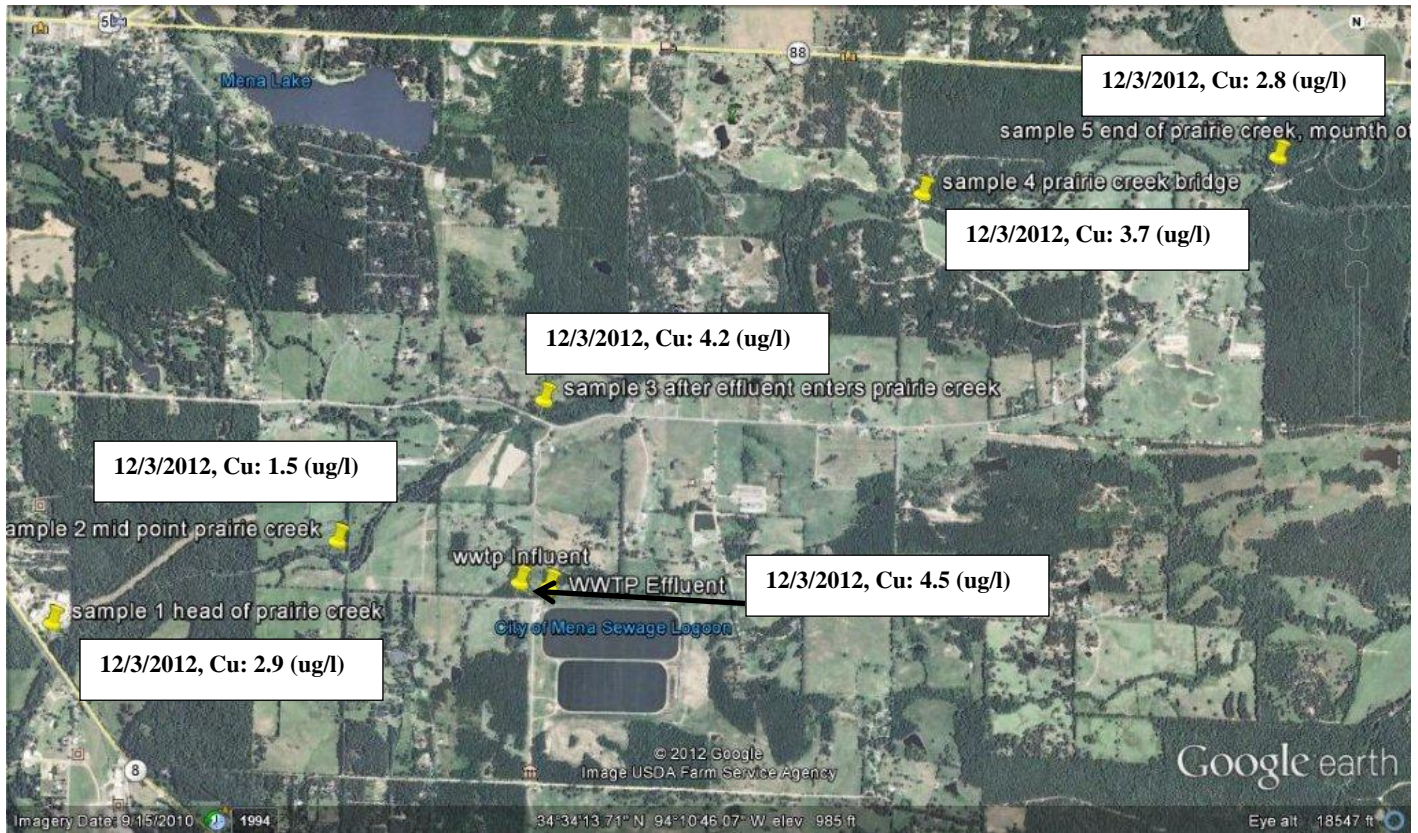 88
Mena Lake
N
12/3/2012, Cu: 2.8 (ug/l)
sample 5 end of prairie creek, mounth of
sample 4 prairie creek bridge
12/3/2012, Cu: 3.7 (ug/l)
12/3/2012, Cu: 4.2 (ug/l)
sample 3 after effluent enters prairie creek
12/3/2012, Cu: 1.5 (ug/l)
ample 2 mid point prairie creek
wwtp Influent
WWTP Effluent
12/3/2012, Cu: 4.5 (ug/l)
sample 1 head of prairie creek
City of Mena Sewage Logoon
12/3/2012, Cu: 2.9 (ug/l)
8
© 2012 Google
Image USDA Farm Service Agency
Google earth
Imagery Date: 9/15/2010
1994
34°34'13.71" N 94°10'46.07" W elev 985 ft
Eye alt 18547 ft